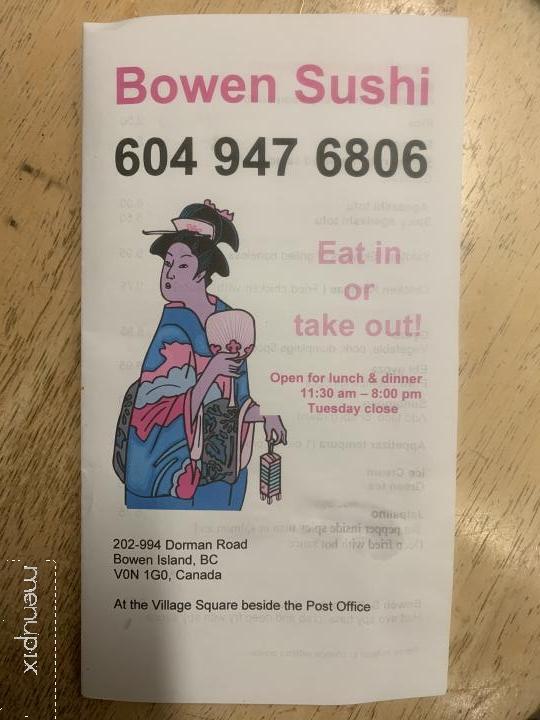 Bowen Sushi
604 947 6806
Eat in
or
take out!
Open for lunch & dinner
11:30 am – 8:00 pm
Tuesday close
202-994 Dorman Road
Bowen Island, BC
V0N 1G0, Canada
At the Village Square beside the Post Office
menupix